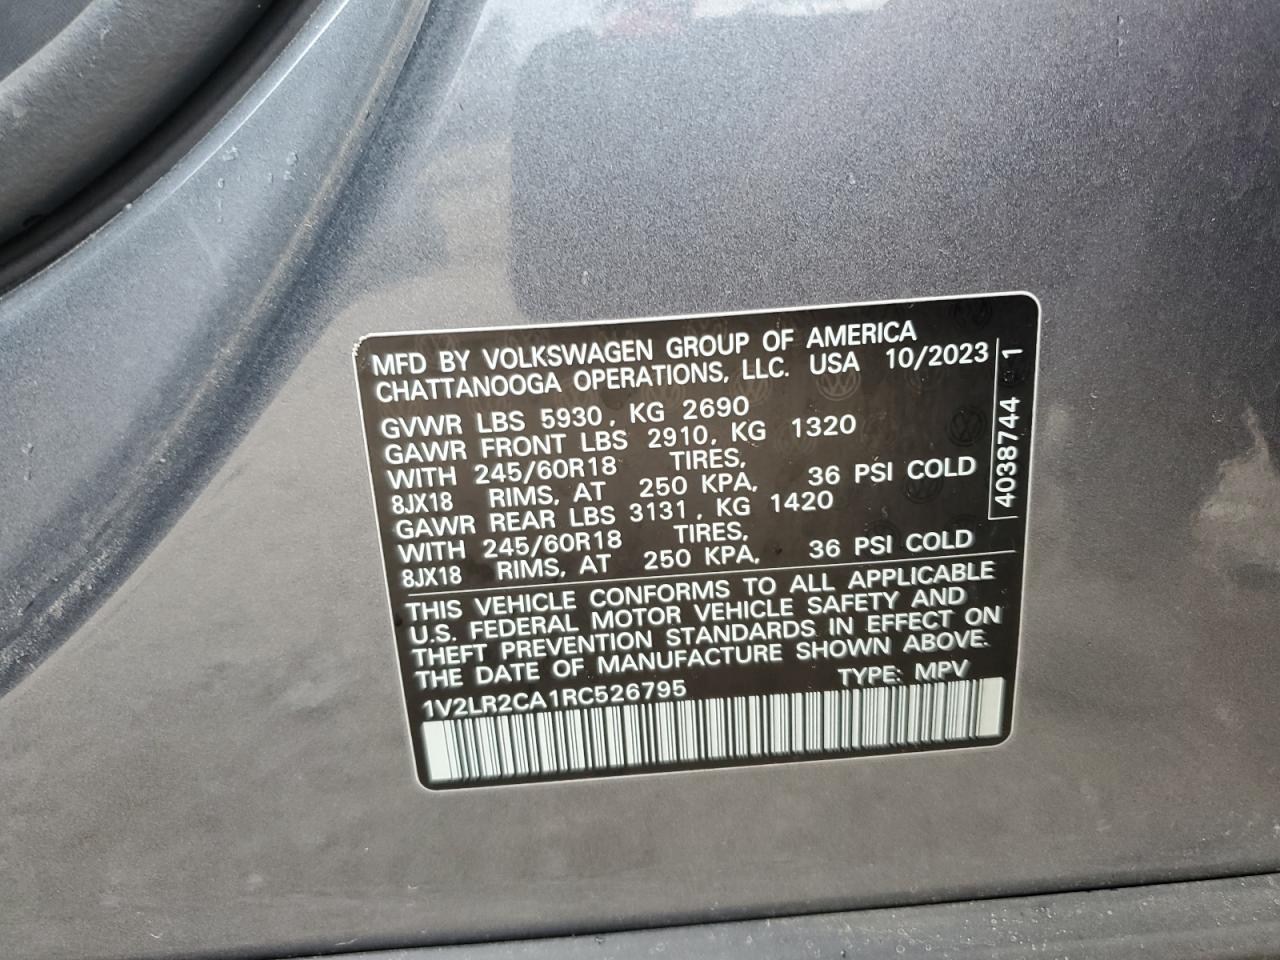 MFD BY VOLKSWAGEN GROUP OF AMERICA
CHATTANOOGA OPERATIONS, LLC. USA 10/2023
GVWR LBS 5930, KG 2690
GAWR FRONT LBS 2910, KG 1320
WITH 245/60R18 TIRES,
8JX18 RIMS, AT 250 KPA, 36 PSI COLD
GAWR REAR LBS 3131, KG 1420
WITH 245/60R18 TIRES,
8JX18 RIMS, AT 250 KPA, 36 PSI COLD
THIS VEHICLE CONFORMS TO ALL APPLICABLE
U.S. FEDERAL MOTOR VEHICLE SAFETY AND
THEFT PREVENTION STANDARDS IN EFFECT ON
THE DATE OF MANUFACTURE SHOWN ABOVE.
1V2LR2CA1RC526795 TYPE: MPV
4038744 1